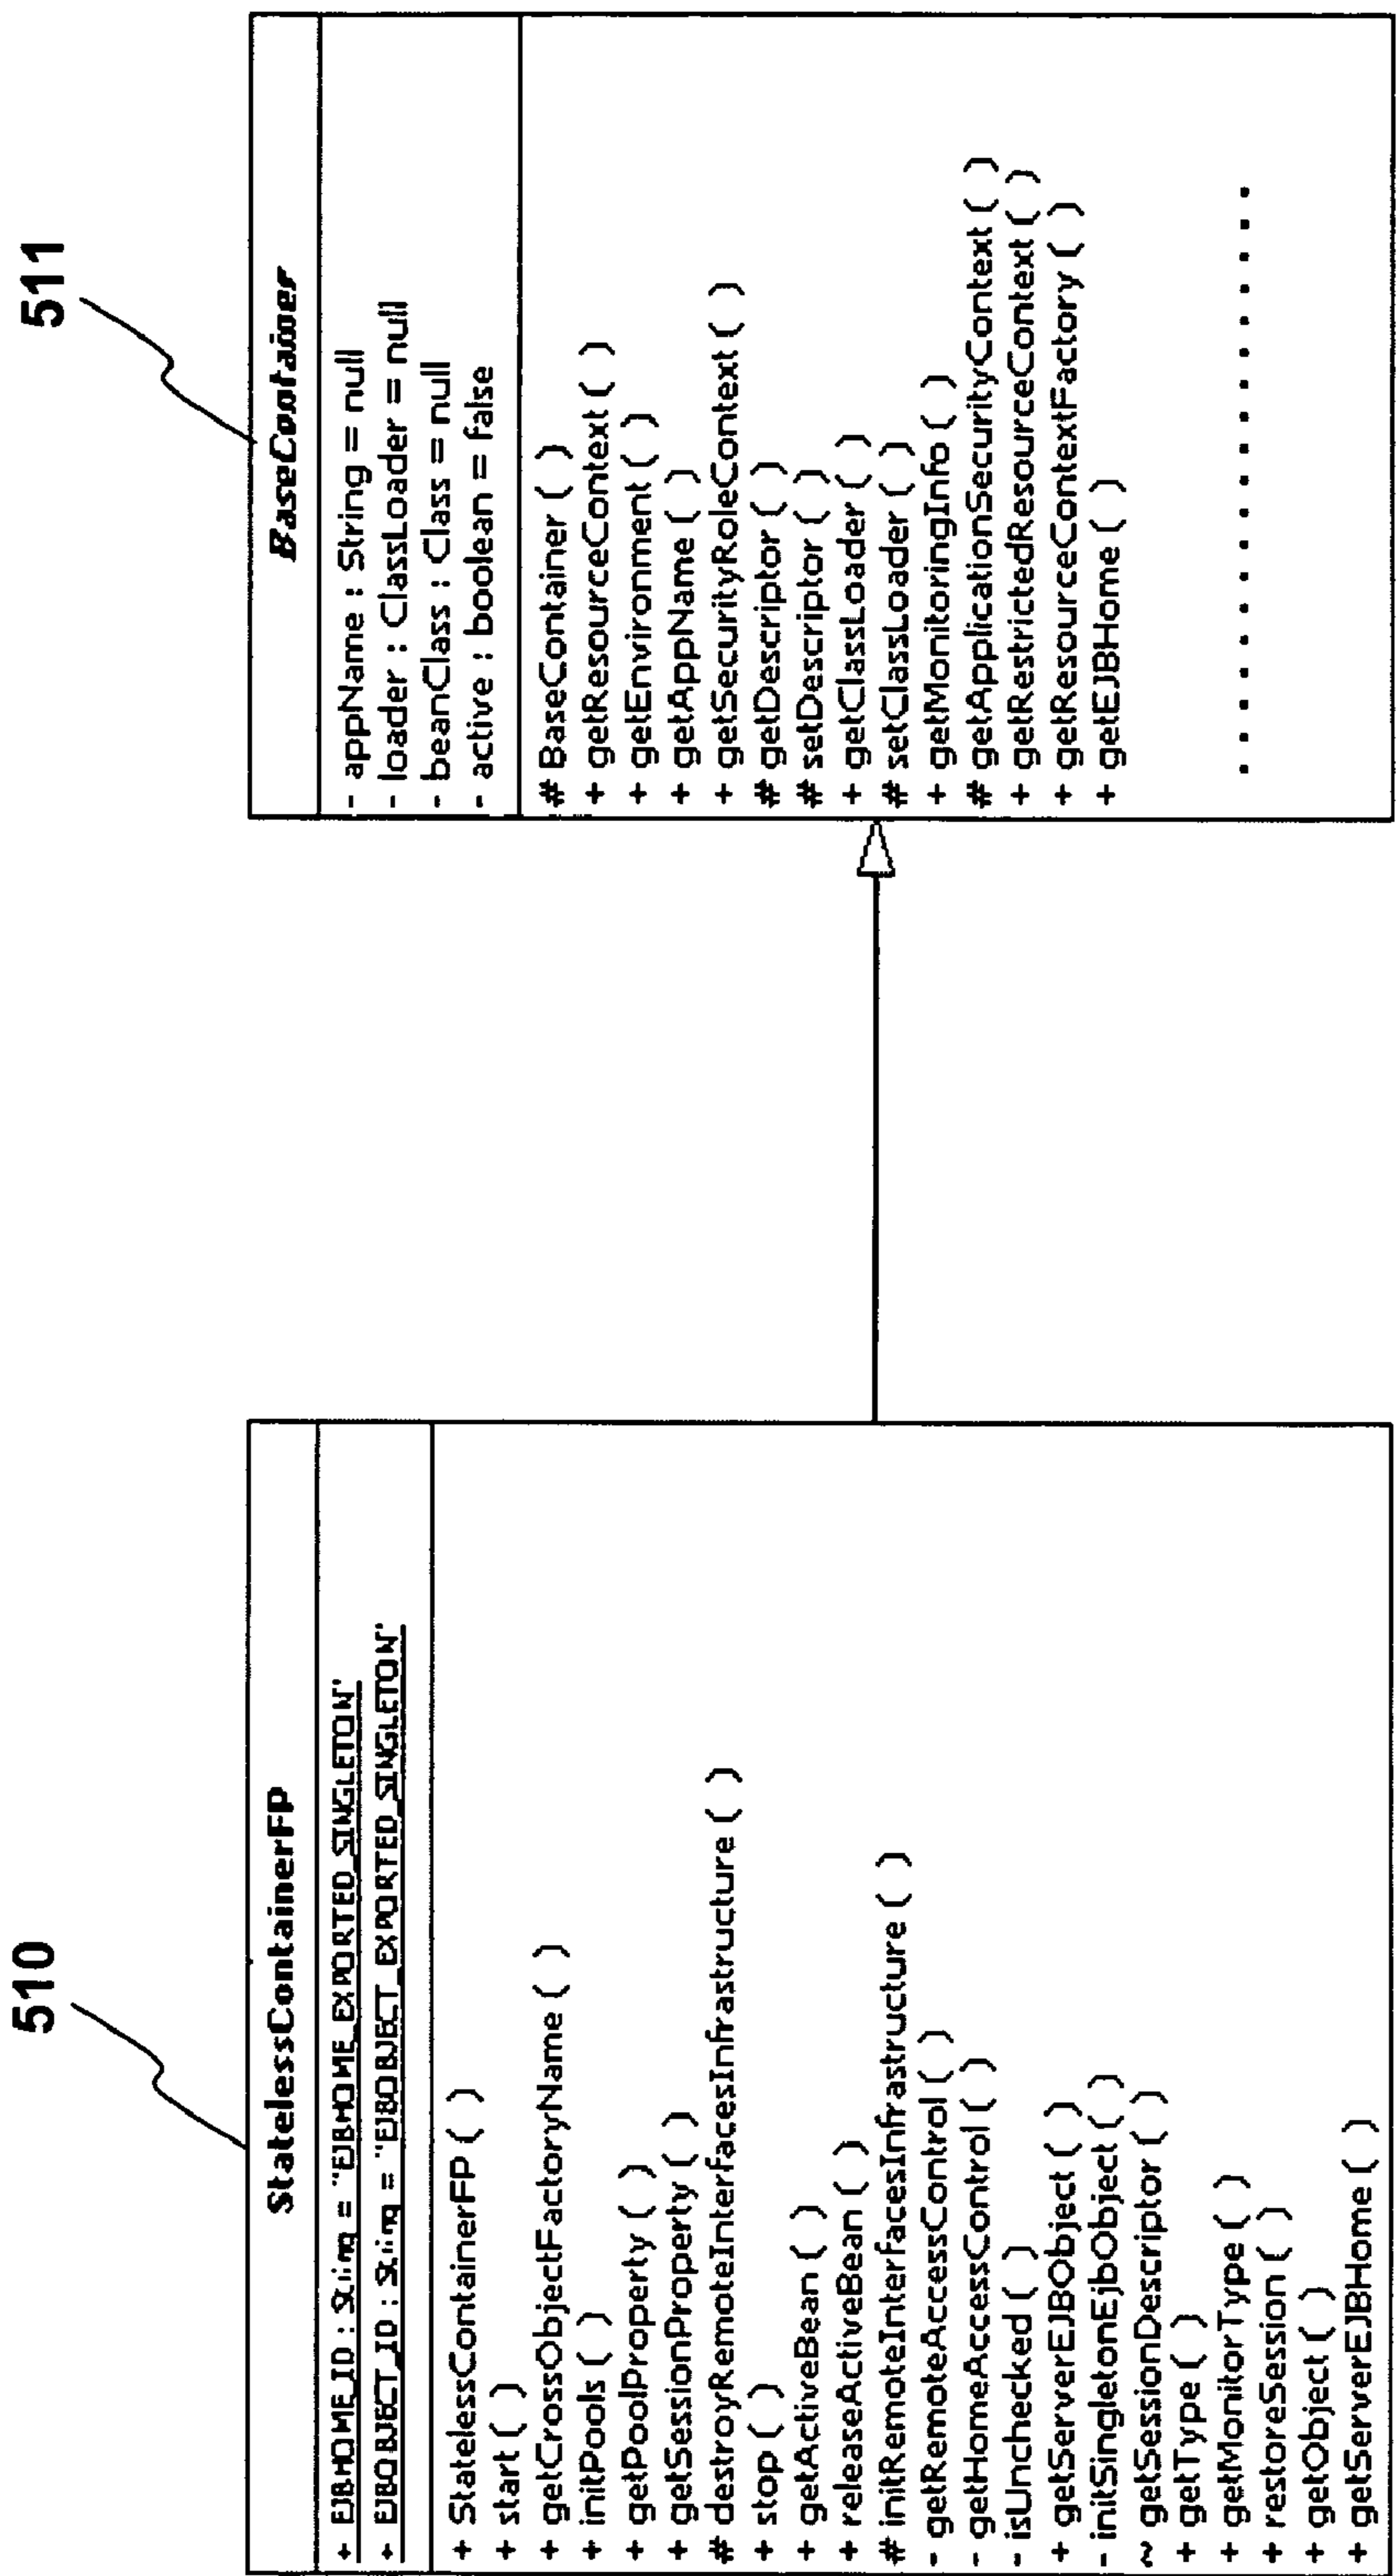 510
StatelessContainerFP
+ EJBHOME_ID : String = "EJBHOME_EXPORTED_SINGLETON"
+ EJBOBJECT_ID : String = "EJBOBJECT_EXPORTED_SINGLETON"
+ StatelessContainerFP ( )
+ start ( )
+ getCrossObjectFactoryName ( )
+ initPools ( )
+ getPoolProperty ( )
+ getSessionProperty ( )
# destroyRemoteInterfacesInfrastructure ( )
+ stop ( )
+ getActiveBean ( )
+ releaseActiveBean ( )
# initRemoteInterfacesInfrastructure ( )
- getRemoteAccessControl ( )
- getHomeAccessControl ( )
- isUnchecked ( )
+ getServerEJBObject ( )
- initSingletonEjbObject ( )
~ getSessionDescriptor ( )
+ getType ( )
+ getMonitorType ( )
+ restoreSession ( )
+ getObject ( )
+ getServerEJBHome ( )
511
BaseContainer
- appName : String = null
- loader : ClassLoader = null
- beanClass : Class = null
- active : boolean = false
# BaseContainer ( )
+ getResourceContext ( )
+ getEnvironment ( )
+ getAppName ( )
+ getSecurityRoleContext ( )
# getDescriptor ( )
# setDescriptor ( )
+ getClassLoader ( )
# setClassLoader ( )
+ getMonitoringInfo ( )
# getApplicationSecurityContext ( )
+ getRestrictedResourceContext ( )
+ getResourceContextFactory ( )
+ getEJBHome ( )
. . . . . . . . . . . . . . . . . .